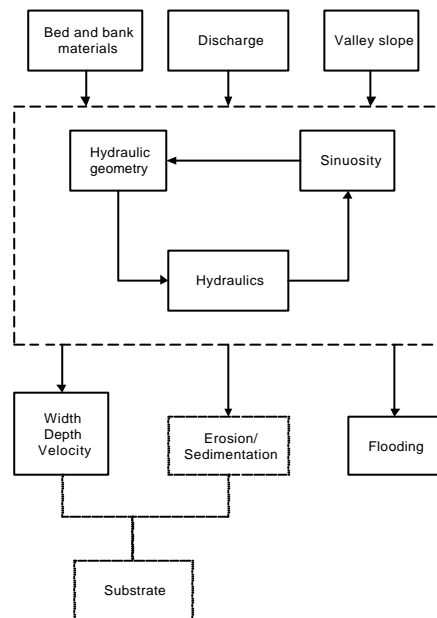 Bed and bank
materials
Discharge
Valley slope
Hydraulic
geometry
Sinuosity
Hydraulics
Width
Depth
Velocity
Erosion/
Sedimentation
Flooding
Substrate